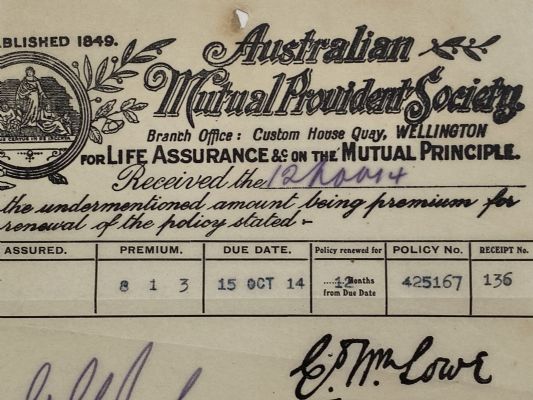 ABLISHED 1849.
Australian
Mutual Provident Society.
Branch Office: Custom House Quay, WELLINGTON
FOR LIFE ASSURANCE &c ON THE MUTUAL PRINCIPLE.
Received the 12 Nov 14
the undermentioned amount being premium for
renewal of the policy stated:-
ASSURED. PREMIUM. DUE DATE. Policy renewed for POLICY No. RECEIPT No.
8 1 3 15 OCT 14 12 Months from Due Date 425167 136
Lowe